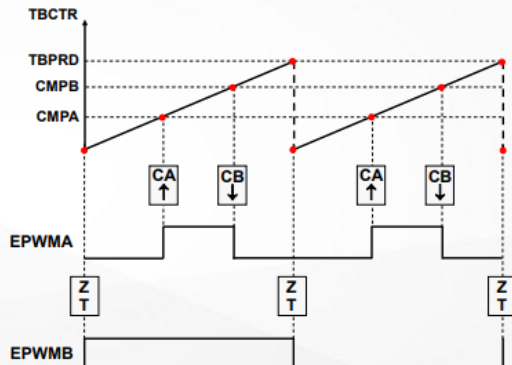 TBCTR
TBPRD
CMPB
CMPA
CA ↑
CB ↓
CA ↑
CB ↓
EPWMA
Z T
Z T
Z T
EPWMB